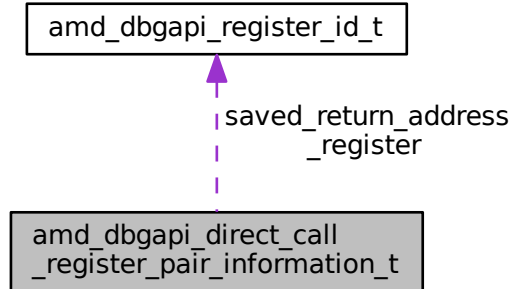 amd_dbgapi_register_id_t
saved_return_address
_register
amd_dbgapi_direct_call
_register_pair_information_t